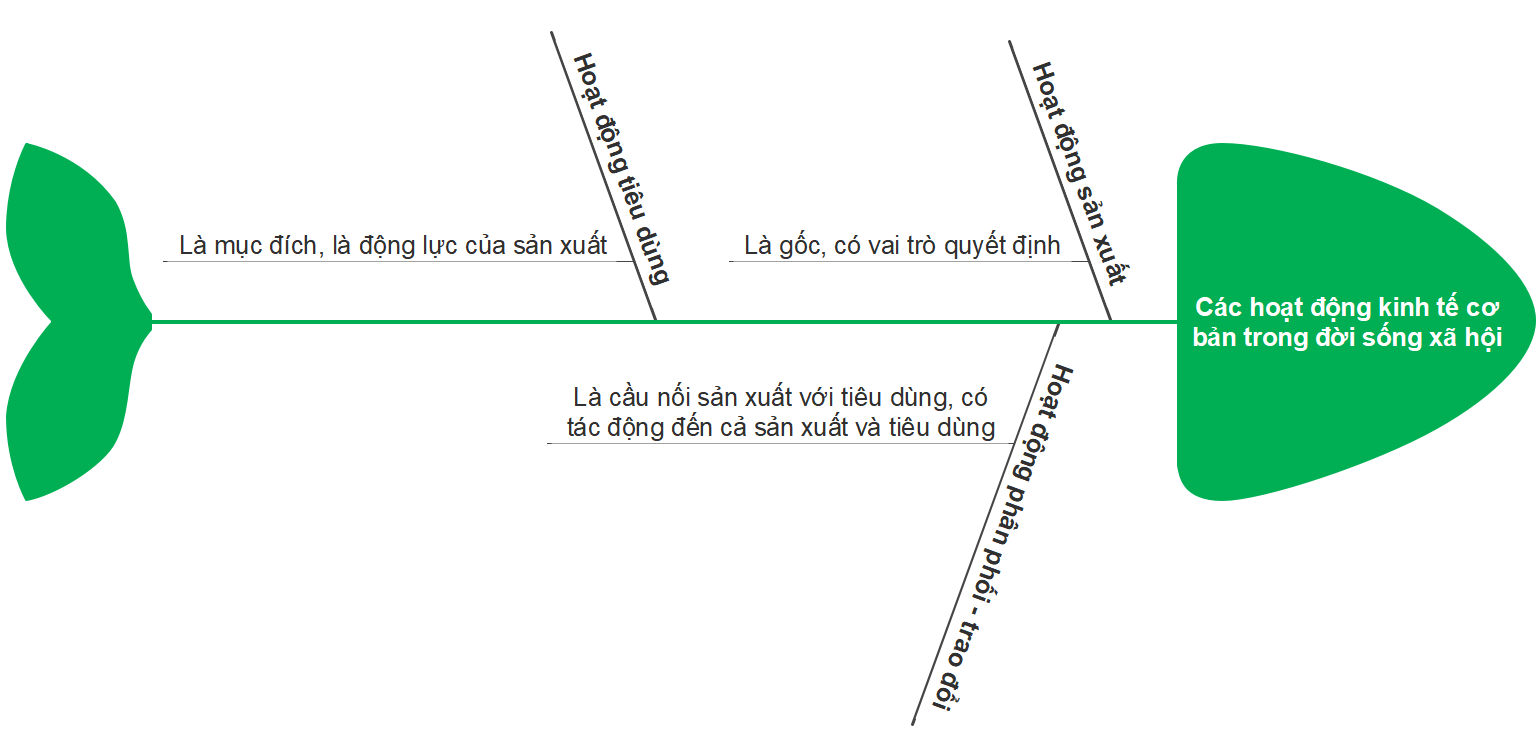 Hoạt động tiêu dùng
Là mục đích, là động lực của sản xuất
Hoạt động sản xuất
Là gốc, có vai trò quyết định
Các hoạt động kinh tế cơ
bản trong đời sống xã hội
Là cầu nối sản xuất với tiêu dùng, có
tác động đến cả sản xuất và tiêu dùng
Hoạt động phân phối - trao đổi